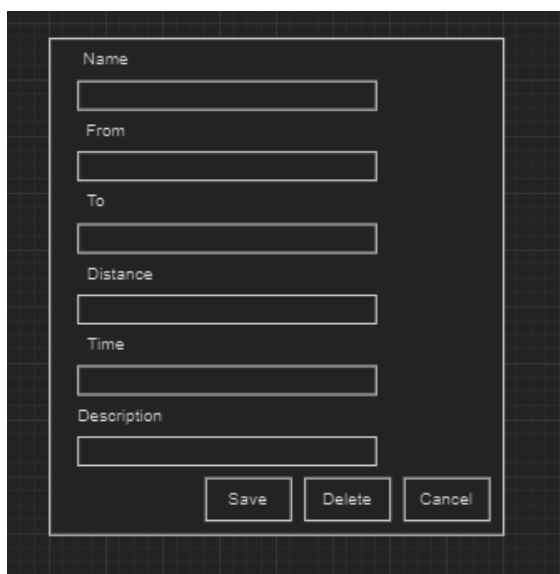 Name
From
To
Distance
Time
Description
Save Delete Cancel